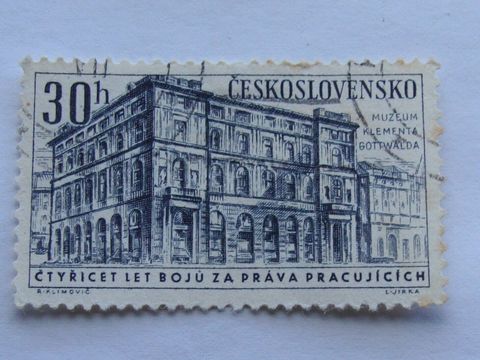 30h
ČESKOSLOVENSKO
MUZEUM
KLEMENTA
GOTTWALDA
ČTYŘICET LET BOJŮ ZA PRÁVA PRACUJÍCÍCH
R·KLIMOVIČ
L·JIRKA